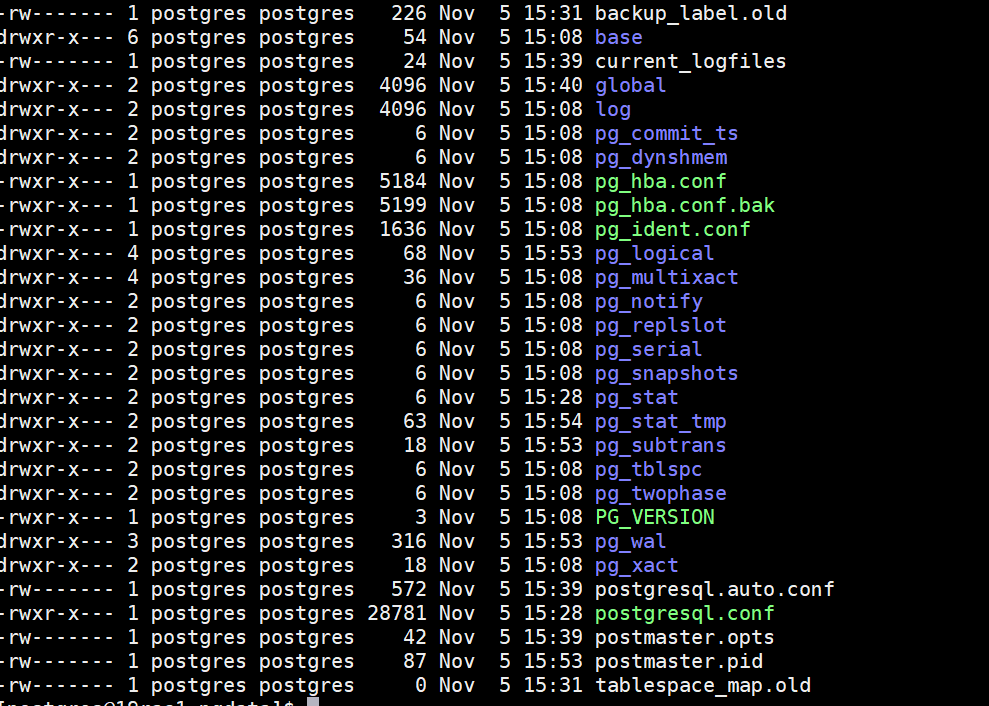 -rw------- 1 postgres postgres   226 Nov  5 15:31 backup_label.old
drwxr-x--- 6 postgres postgres    54 Nov  5 15:08 base
-rw------- 1 postgres postgres    24 Nov  5 15:39 current_logfiles
drwxr-x--- 2 postgres postgres  4096 Nov  5 15:40 global
drwxr-x--- 2 postgres postgres  4096 Nov  5 15:08 log
drwxr-x--- 2 postgres postgres     6 Nov  5 15:08 pg_commit_ts
drwxr-x--- 2 postgres postgres     6 Nov  5 15:08 pg_dynshmem
-rwxr-x--- 1 postgres postgres  5184 Nov  5 15:08 pg_hba.conf
-rwxr-x--- 1 postgres postgres  5199 Nov  5 15:08 pg_hba.conf.bak
-rwxr-x--- 1 postgres postgres  1636 Nov  5 15:08 pg_ident.conf
drwxr-x--- 4 postgres postgres    68 Nov  5 15:53 pg_logical
drwxr-x--- 4 postgres postgres    36 Nov  5 15:08 pg_multixact
drwxr-x--- 2 postgres postgres     6 Nov  5 15:08 pg_notify
drwxr-x--- 2 postgres postgres     6 Nov  5 15:08 pg_replslot
drwxr-x--- 2 postgres postgres     6 Nov  5 15:08 pg_serial
drwxr-x--- 2 postgres postgres     6 Nov  5 15:08 pg_snapshots
drwxr-x--- 2 postgres postgres     6 Nov  5 15:28 pg_stat
drwxr-x--- 2 postgres postgres    63 Nov  5 15:54 pg_stat_tmp
drwxr-x--- 2 postgres postgres    18 Nov  5 15:53 pg_subtrans
drwxr-x--- 2 postgres postgres     6 Nov  5 15:08 pg_tblspc
drwxr-x--- 2 postgres postgres     6 Nov  5 15:08 pg_twophase
-rwxr-x--- 1 postgres postgres     3 Nov  5 15:08 PG_VERSION
drwxr-x--- 3 postgres postgres   316 Nov  5 15:53 pg_wal
drwxr-x--- 2 postgres postgres    18 Nov  5 15:08 pg_xact
-rw------- 1 postgres postgres   572 Nov  5 15:39 postgresql.auto.conf
-rwxr-x--- 1 postgres postgres 28781 Nov  5 15:28 postgresql.conf
-rw------- 1 postgres postgres    42 Nov  5 15:39 postmaster.opts
-rw------- 1 postgres postgres    87 Nov  5 15:53 postmaster.pid
-rw------- 1 postgres postgres     0 Nov  5 15:31 tablespace_map.old